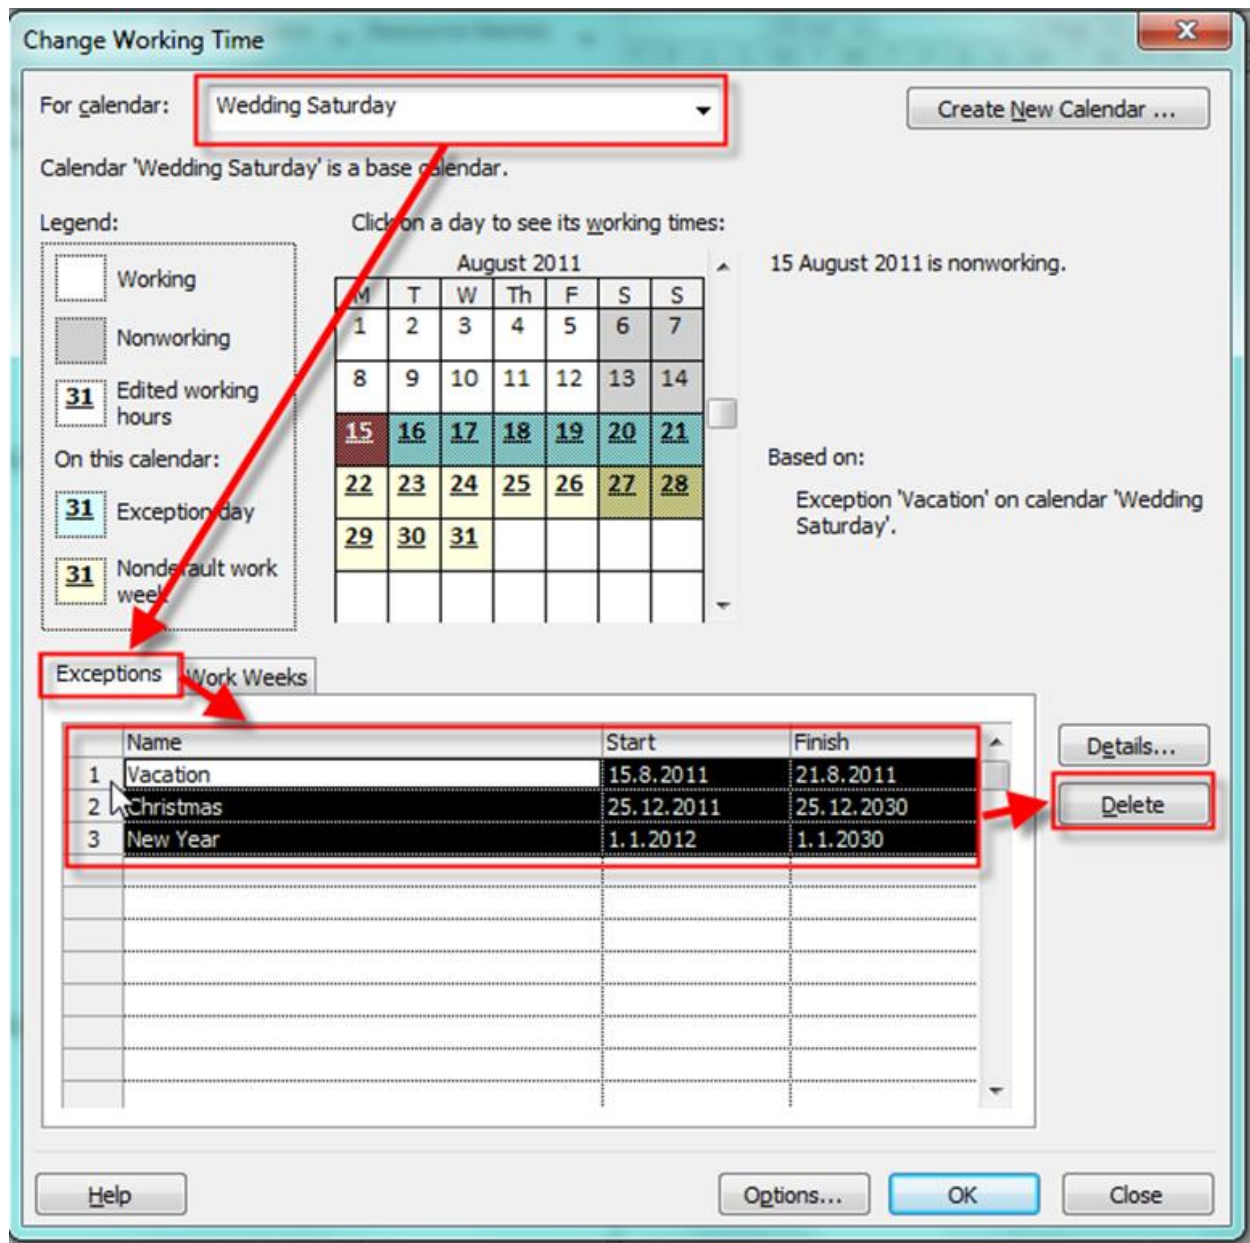 Change Working Time
For calendar: Wedding Saturday Create New Calendar ...
Calendar 'Wedding Saturday' is a base calendar.
Legend:
Working
Nonworking
31 Edited working
hours
On this calendar:
31 Exception day
31 Nondefault work
week
Click on a day to see its working times:
August 2011
M T W Th F S S
1 2 3 4 5 6 7
8 9 10 11 12 13 14
15 16 17 18 19 20 21
22 23 24 25 26 27 28
29 30 31
15 August 2011 is nonworking.
Based on:
Exception 'Vacation' on calendar 'Wedding
Saturday'.
Exceptions Work Weeks
Name Start Finish
1 Vacation 15.8.2011 21.8.2011
2 Christmas 25.12.2011 25.12.2030
3 New Year 1.1.2012 1.1.2030
Details...
Delete
Help Options... OK Close